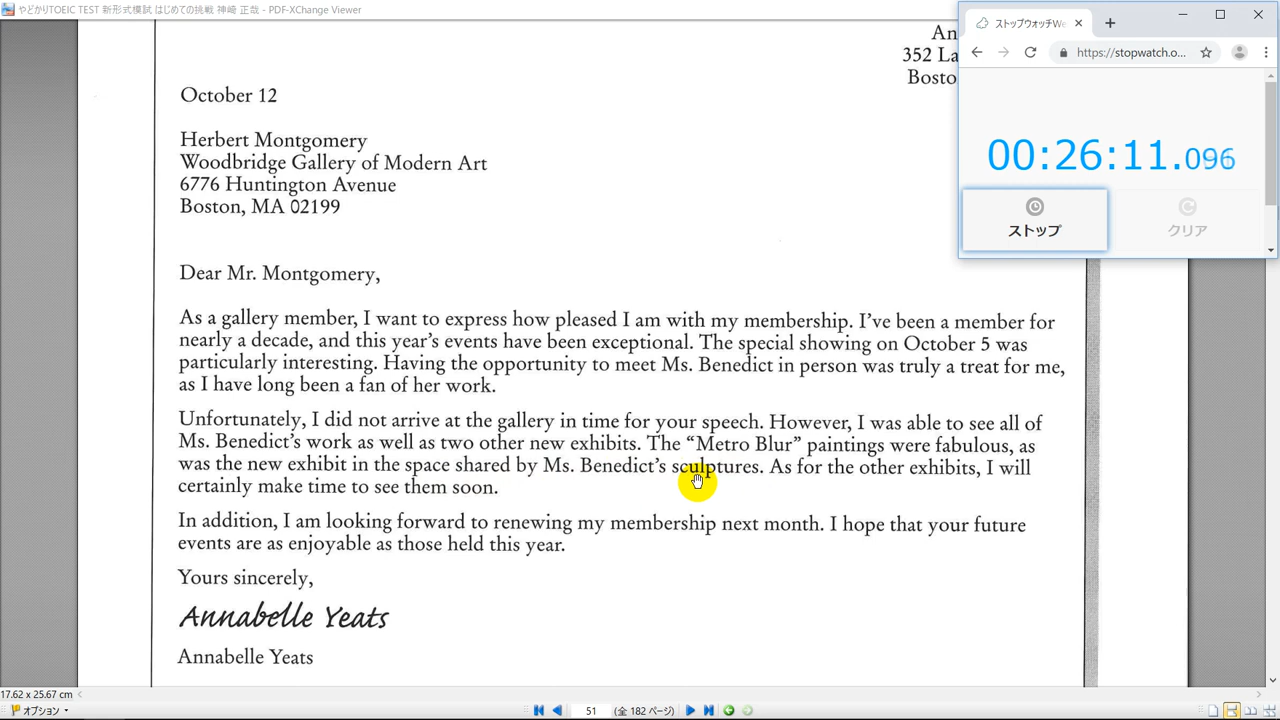 やどかりTOEIC TEST 新形式模試 はじめての挑戦 神﨑 正哉 - PDF-XChange Viewer
An
352 La
Bosto
October 12
Herbert Montgomery
Woodbridge Gallery of Modern Art
6776 Huntington Avenue
Boston, MA 02199
Dear Mr. Montgomery,
As a gallery member, I want to express how pleased I am with my membership. I've been a member for
nearly a decade, and this year's events have been exceptional. The special showing on October 5 was
particularly interesting. Having the opportunity to meet Ms. Benedict in person was truly a treat for me,
as I have long been a fan of her work.
Unfortunately, I did not arrive at the gallery in time for your speech. However, I was able to see all of
Ms. Benedict's work as well as two other new exhibits. The “Metro Blur” paintings were fabulous, as
was the new exhibit in the space shared by Ms. Benedict's sculptures. As for the other exhibits, I will
certainly make time to see them soon.
In addition, I am looking forward to renewing my membership next month. I hope that your future
events are as enjoyable as those held this year.
Yours sincerely,
Annabelle Yeats
Annabelle Yeats
ストップウォッチWe
https://stopwatch.o...
00:26:11.096
ストップ
クリア
17.62 x 25.67 cm
オプション
51 (全 182 ページ)